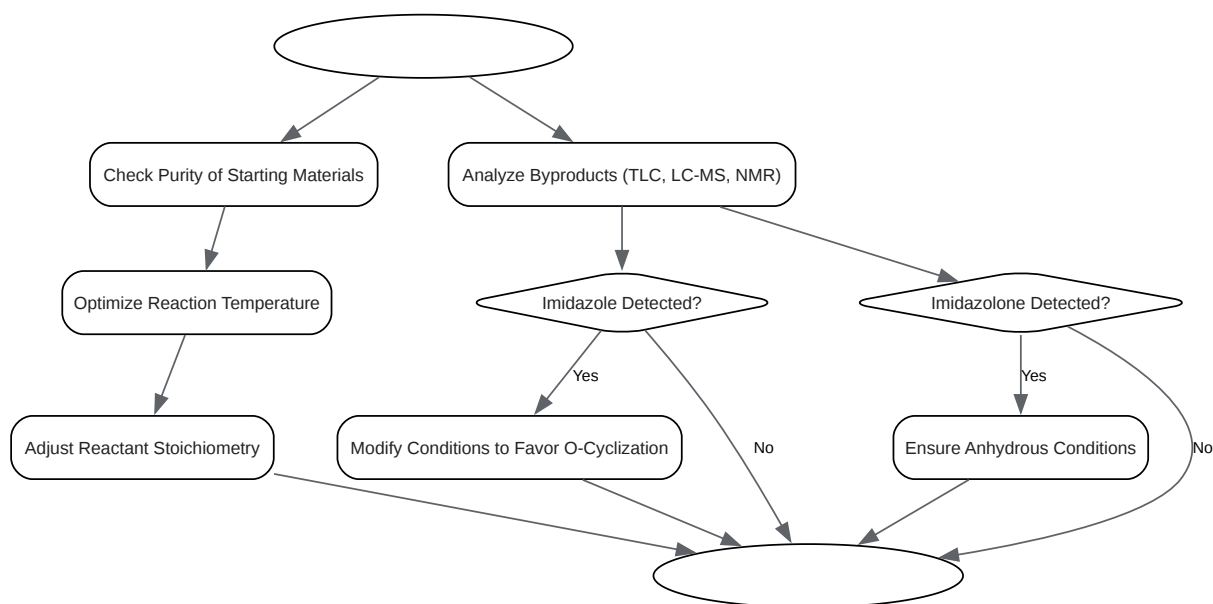 Check Purity of Starting Materials
Analyze Byproducts (TLC, LC-MS, NMR)
Optimize Reaction Temperature
Imidazole Detected?
Imidazolone Detected?
Yes
Yes
Adjust Reactant Stoichiometry
Modify Conditions to Favor O-Cyclization
No
Ensure Anhydrous Conditions
No